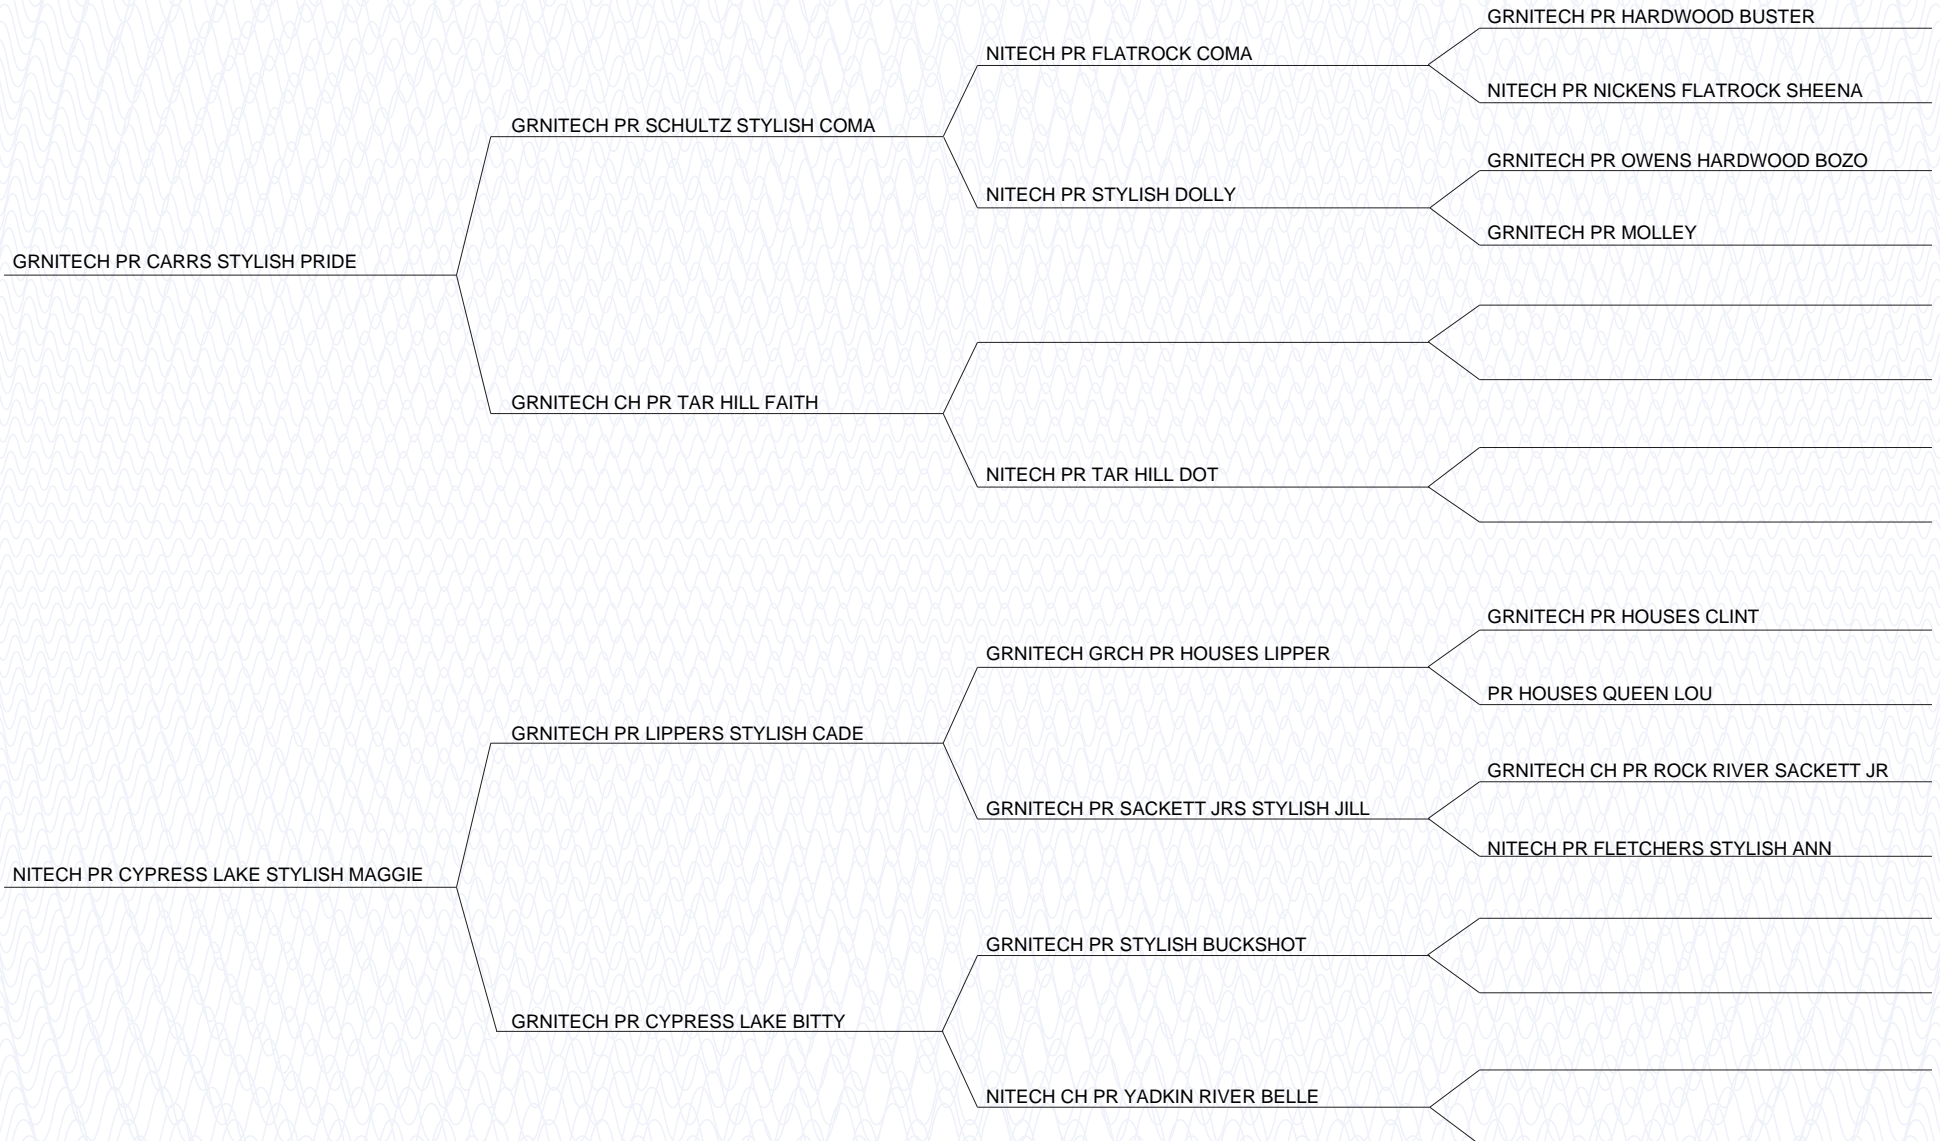 GRNITECH PR HARDWOOD BUSTER
NITECH PR FLATROCK COMA
NITECH PR NICKENS FLATROCK SHEENA
GRNITECH PR SCHULTZ STYLISH COMA
GRNITECH PR OWENS HARDWOOD BOZO
NITECH PR STYLISH DOLLY
GRNITECH PR MOLLEY
GRNITECH PR CARRS STYLISH PRIDE
GRNITECH CH PR TAR HILL FAITH
NITECH PR TAR HILL DOT
GRNITECH PR HOUSES CLINT
GRNITECH GRCH PR HOUSES LIPPER
PR HOUSES QUEEN LOU
GRNITECH PR LIPPERS STYLISH CADE
GRNITECH CH PR ROCK RIVER SACKETT JR
GRNITECH PR SACKETT JRS STYLISH JILL
NITECH PR FLETCHERS STYLISH ANN
NITECH PR CYPRESS LAKE STYLISH MAGGIE
GRNITECH PR STYLISH BUCKSHOT
GRNITECH PR CYPRESS LAKE BITTY
NITECH CH PR YADKIN RIVER BELLE